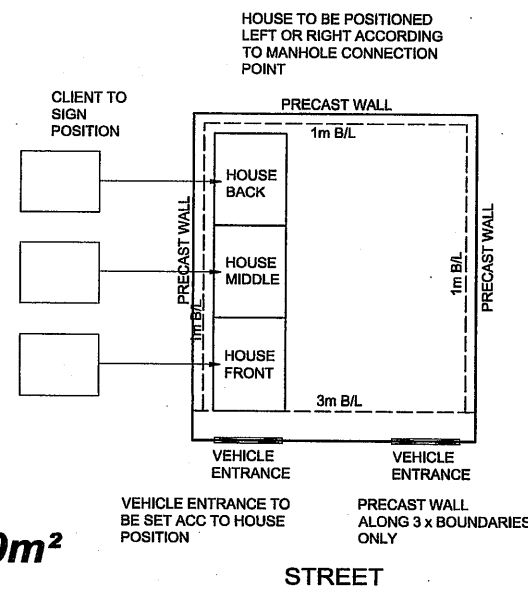 HOUSE TO BE POSITIONED
LEFT OR RIGHT ACCORDING
TO MANHOLE CONNECTION
POINT
CLIENT TO
SIGN
POSITION
PRECAST WALL
1m B/L
HOUSE
BACK
PRECAST WALL
HOUSE
MIDDLE
1m B/L
PRECAST WALL
1m B/L
HOUSE
FRONT
3m B/L
VEHICLE
ENTRANCE
VEHICLE
ENTRANCE
VEHICLE ENTRANCE TO
BE SET ACC TO HOUSE
POSITION
PRECAST WALL
ALONG 3 x BOUNDARIES
ONLY
0m²
STREET